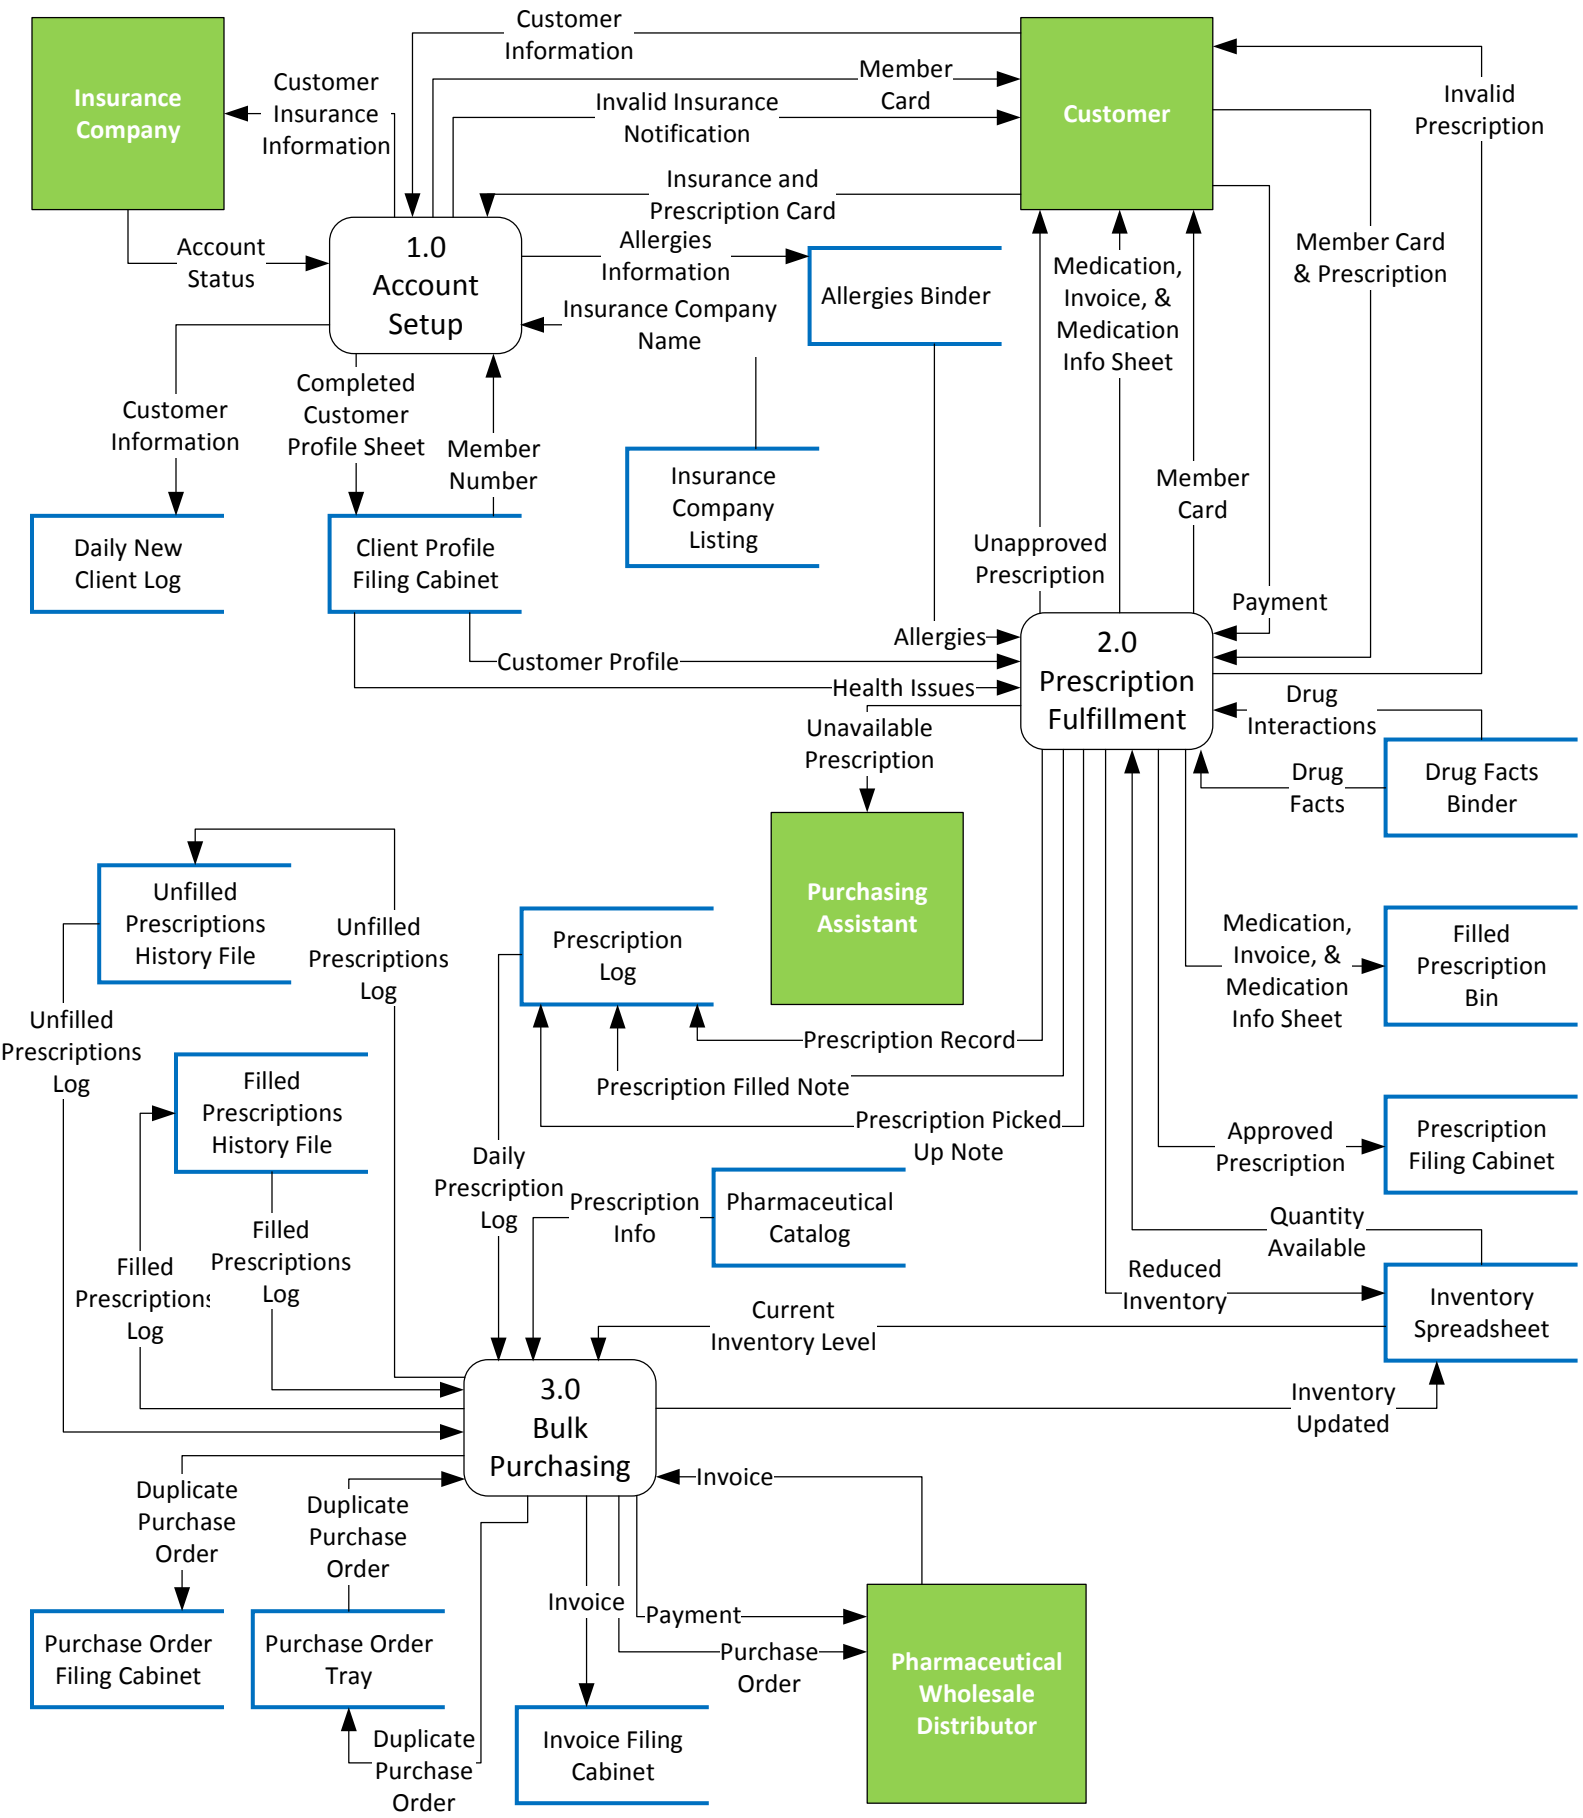 Customer
Information
Insurance
Company
Customer
Insurance
Information
Member
Card
Invalid Insurance
Notification
Customer
Invalid
Prescription
Insurance and
Prescription Card
Account
Status
1.0
Account
Setup
Allergies
Information
Insurance Company
Name
Allergies Binder
Medication,
Invoice, &
Medication
Info Sheet
Member Card
& Prescription
Completed
Customer
Profile Sheet
Customer
Information
Member
Number
Insurance
Company
Listing
Member
Card
Unapproved
Prescription
Daily New
Client Log
Client Profile
Filing Cabinet
Payment
Allergies
Customer Profile
Health Issues
2.0
Prescription
Fulfillment
Unavailable
Prescription
Drug
Interactions
Drug
Facts
Drug Facts
Binder
Purchasing
Assistant
Unfilled
Prescriptions
History File
Unfilled
Prescriptions
Log
Prescription
Log
Medication,
Invoice, &
Medication
Info Sheet
Filled
Prescription
Bin
Unfilled
Prescriptions
Log
Prescription Record
Filled
Prescriptions
History File
Prescription Filled Note
Prescription Picked
Up Note
Approved
Prescription
Prescription
Filing Cabinet
Daily
Prescription
Log
Prescription
Info
Pharmaceutical
Catalog
Quantity
Available
Filled
Prescriptions
Log
Filled
Prescriptions
Log
Reduced
Inventory
Inventory
Spreadsheet
Current
Inventory Level
3.0
Bulk
Purchasing
Inventory
Updated
Invoice
Duplicate
Purchase
Order
Duplicate
Purchase
Order
Invoice
Payment
Purchase
Order
Purchase Order
Filing Cabinet
Purchase Order
Tray
Pharmaceutical
Wholesale
Distributor
Duplicate
Purchase
Order
Invoice Filing
Cabinet